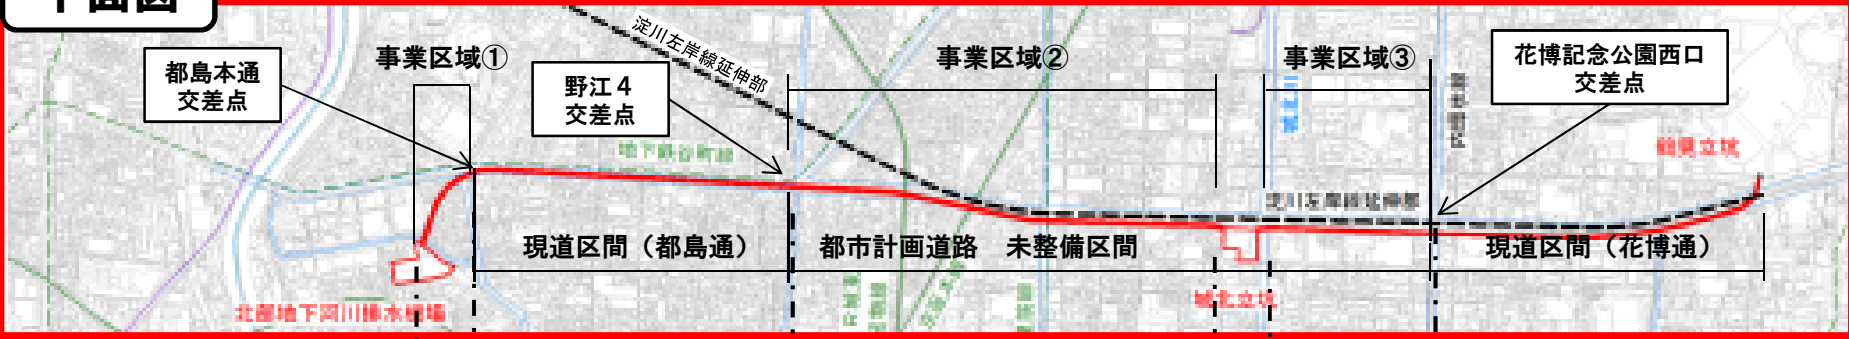 平面図
都島本通
交差点
事業区域①
野江4
交差点
淀川左岸線延伸部
事業区域②
事業区域③
花博記念公園西口
交差点
城北川
地下鉄谷町線
鶴見立坑
淀川左岸線延伸部
現道区間(都島通)
都市計画道路 未整備区間
現道区間(花博通)
北部地下河川排水機場
城北立坑